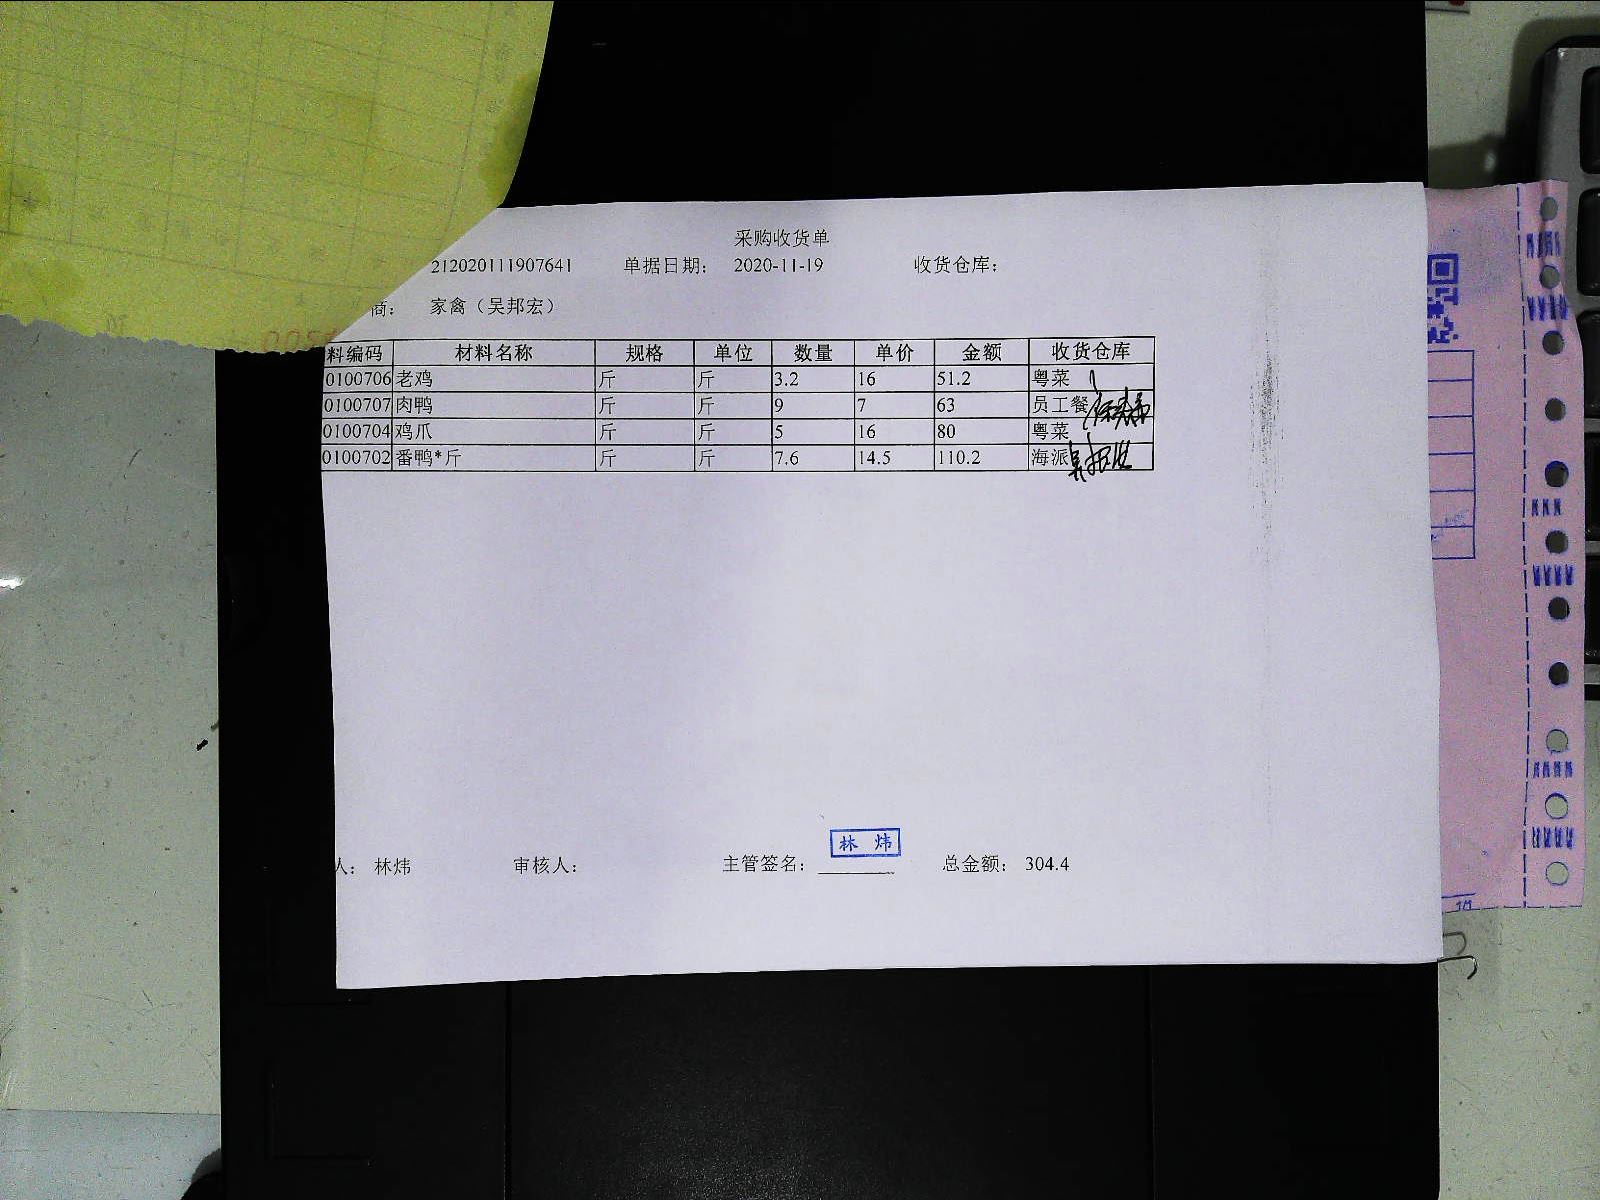 采购收货单
212020111907641 单据日期： 2020-11-19 收货仓库：
商： 家禽（吴邦宏）
料编码 材料名称 规格 单位 数量 单价 金额 收货仓库
0100706 老鸡 斤 斤 3.2 16 51.2 粤菜
0100707 肉鸭 斤 斤 9 7 63 员工餐
0100704 鸡爪 斤 斤 5 16 80 粤菜
0100702 番鸭*斤 斤 斤 7.6 14.5 110.2 海派
林 炜
人： 林炜 审核人： 主管签名： 总金额： 304.4
1/1